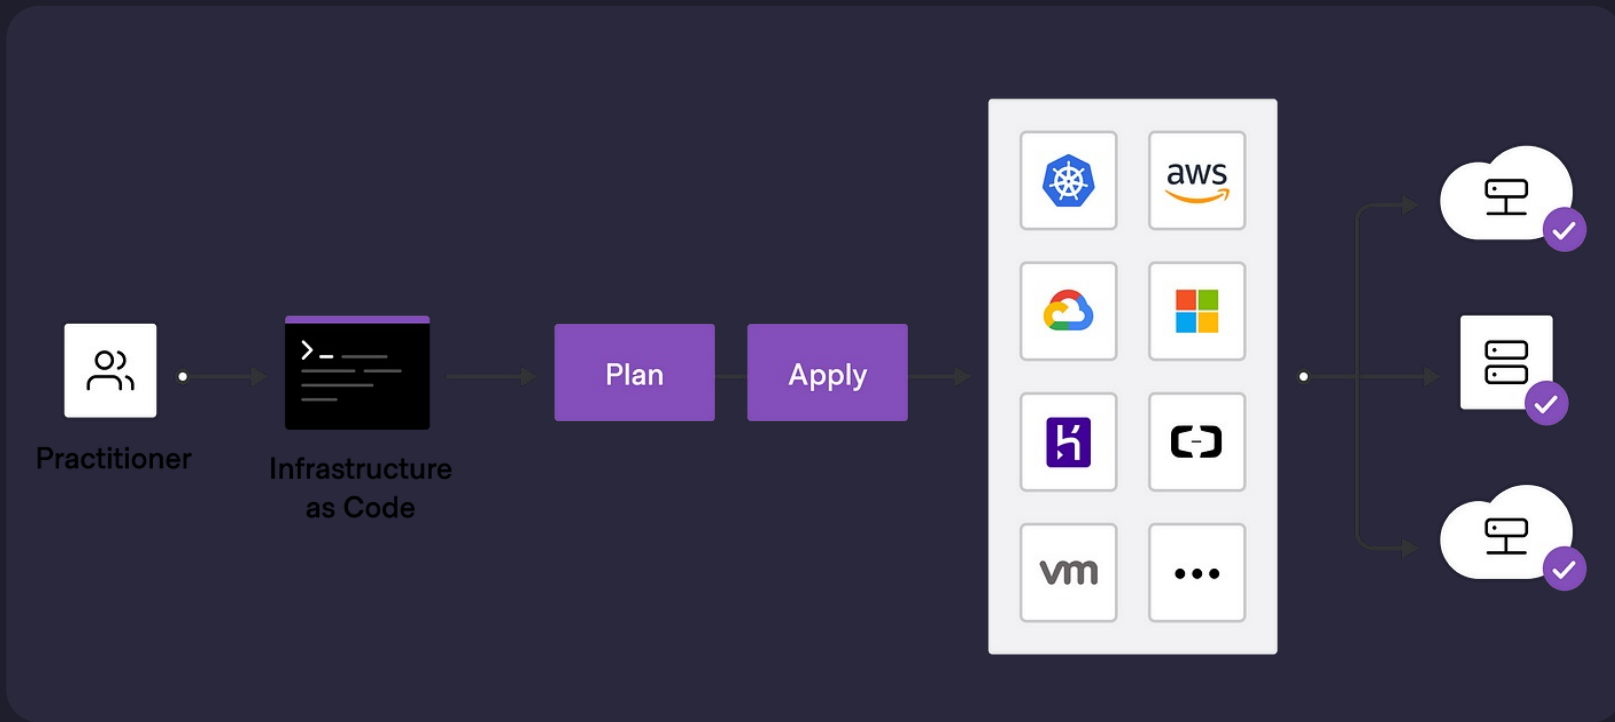 aws
Plan
Apply
Practitioner
Infrastructure
as Code
vm